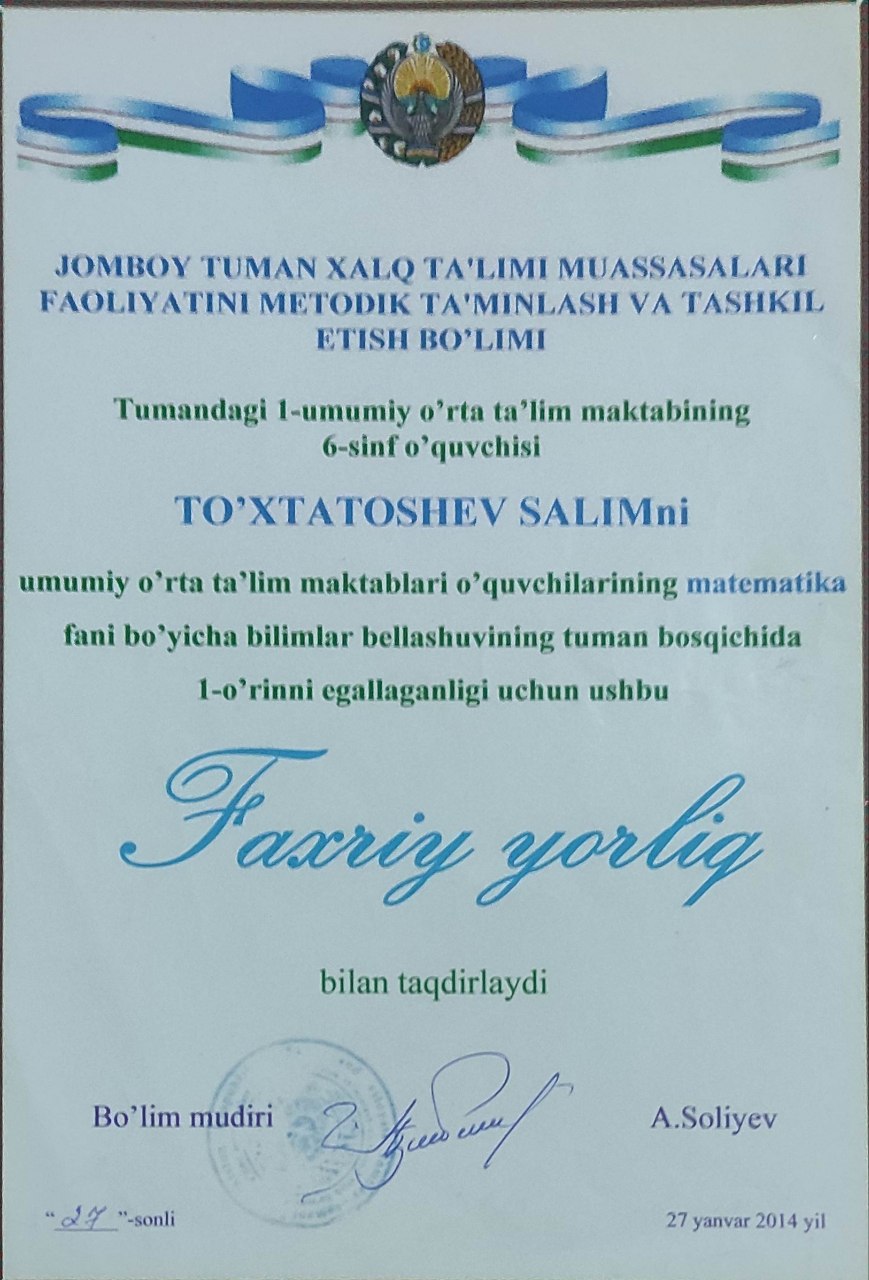 JOMBOY TUMAN XALQ TA'LIMI MUASSASALARI
FAOLIYATINI METODIK TA'MINLASH VA TASHKIL
ETISH BO’LIMI
Tumandagi 1-umumiy o’rta ta’lim maktabining
6-sinf o’quvchisi
TO’XTATOSHEV SALIMni
umumiy o’rta ta’lim maktablari o’quvchilarining matematika
fani bo’yicha bilimlar bellashuvining tuman bosqichida
1-o’rinni egallaganligi uchun ushbu
Faxriy yorliq
bilan taqdirlaydi
Bo’lim mudiri A.Soliyev
“ 27 ”-sonli 27 yanvar 2014 yil